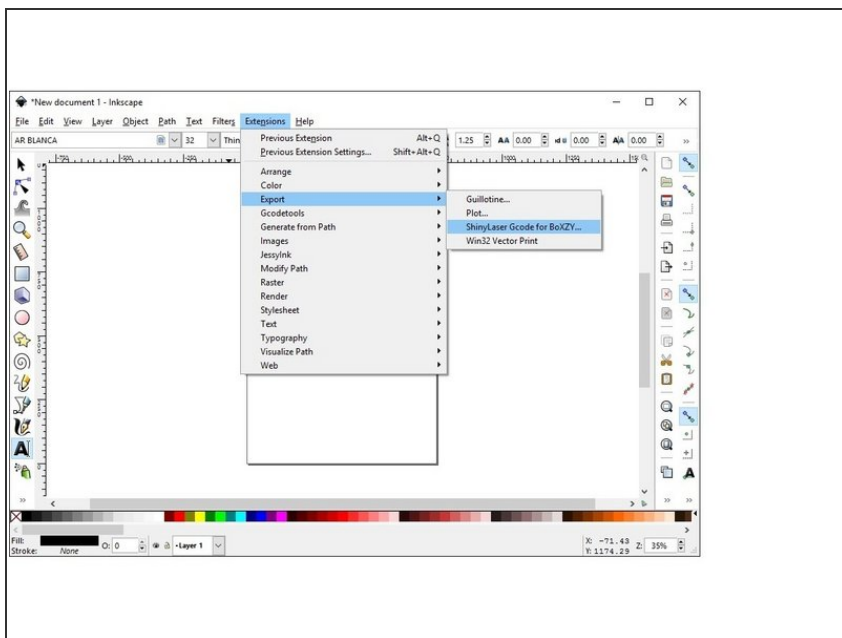 *New document 1 - Inkscape
File Edit View Layer Object Path Text Filters Extensions Help
AR BLANCA 32 Thin 1.25 0.00 0.00 0.00
Previous Extension Alt+Q
Previous Extension Settings... Shift+Alt+Q
Arrange
Color
Export
Gcodetools
Generate from Path
Images
JessyInk
Modify Path
Raster
Render
Stylesheet
Text
Typography
Visualize Path
Web
Guillotine...
Plot...
ShinyLaser Gcode for BoXZY...
Win32 Vector Print
Fill:
Stroke: None
O: 0
Layer 1
X: -71.43
Y: 1174.29
Z: 35%